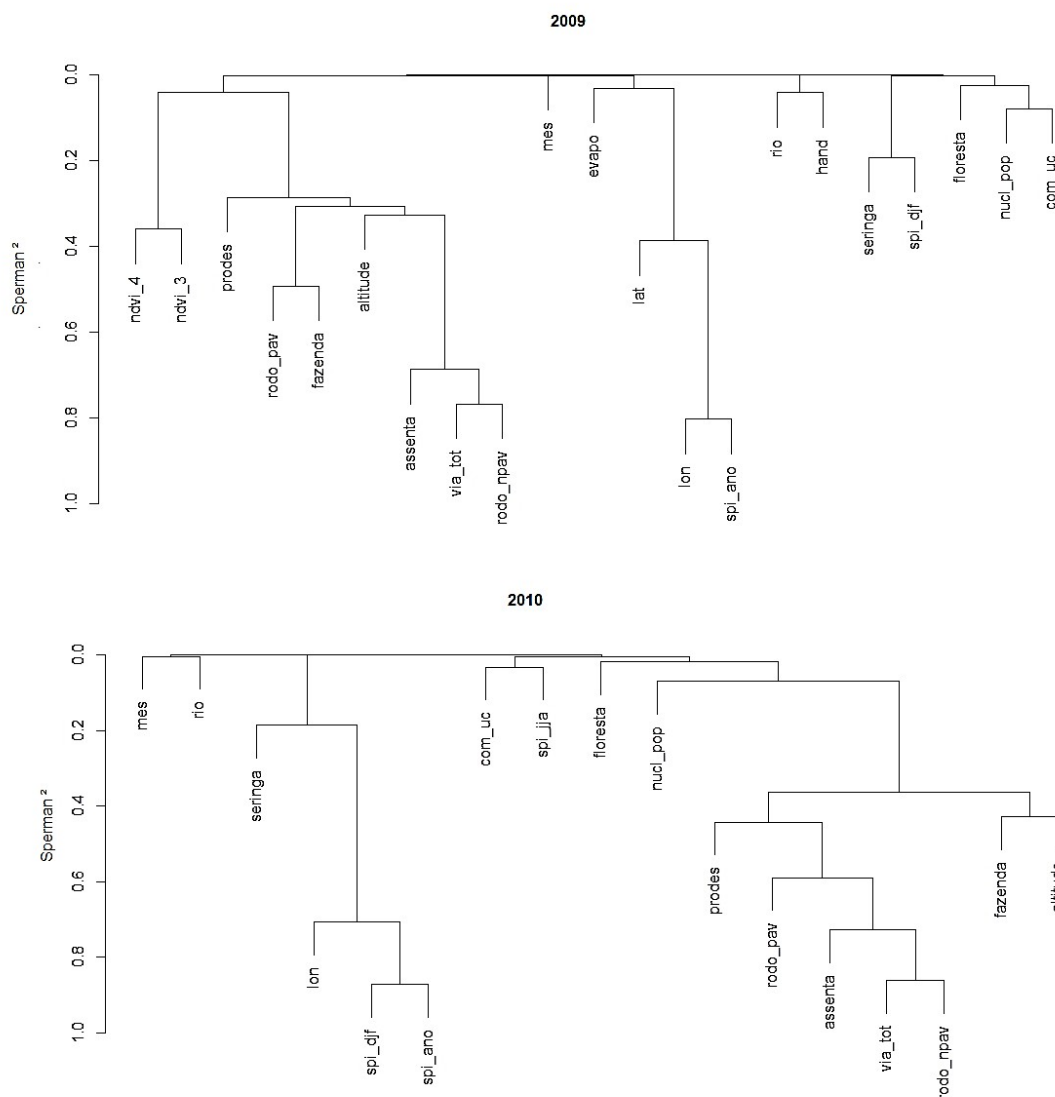 2009
Sperman ²
0.0
0.2
0.4
0.6
0.8
1.0
ndvi_4
ndvi_3
prodes
rodo_pav
fazenda
altitude
assenta
via_tot
rodo_npav
mes
evapo
lat
lon
spi_ano
rio
hand
seringa
spi_djf
floresta
nucl_pop
com_uc
2010
Sperman ²
0.0
0.2
0.4
0.6
0.8
1.0
mes
rio
seringa
lon
spi_djf
spi_ano
com_uc
spi_jja
floresta
nucl_pop
prodes
rodo_pav
assenta
via_tot
rodo_npav
fazenda